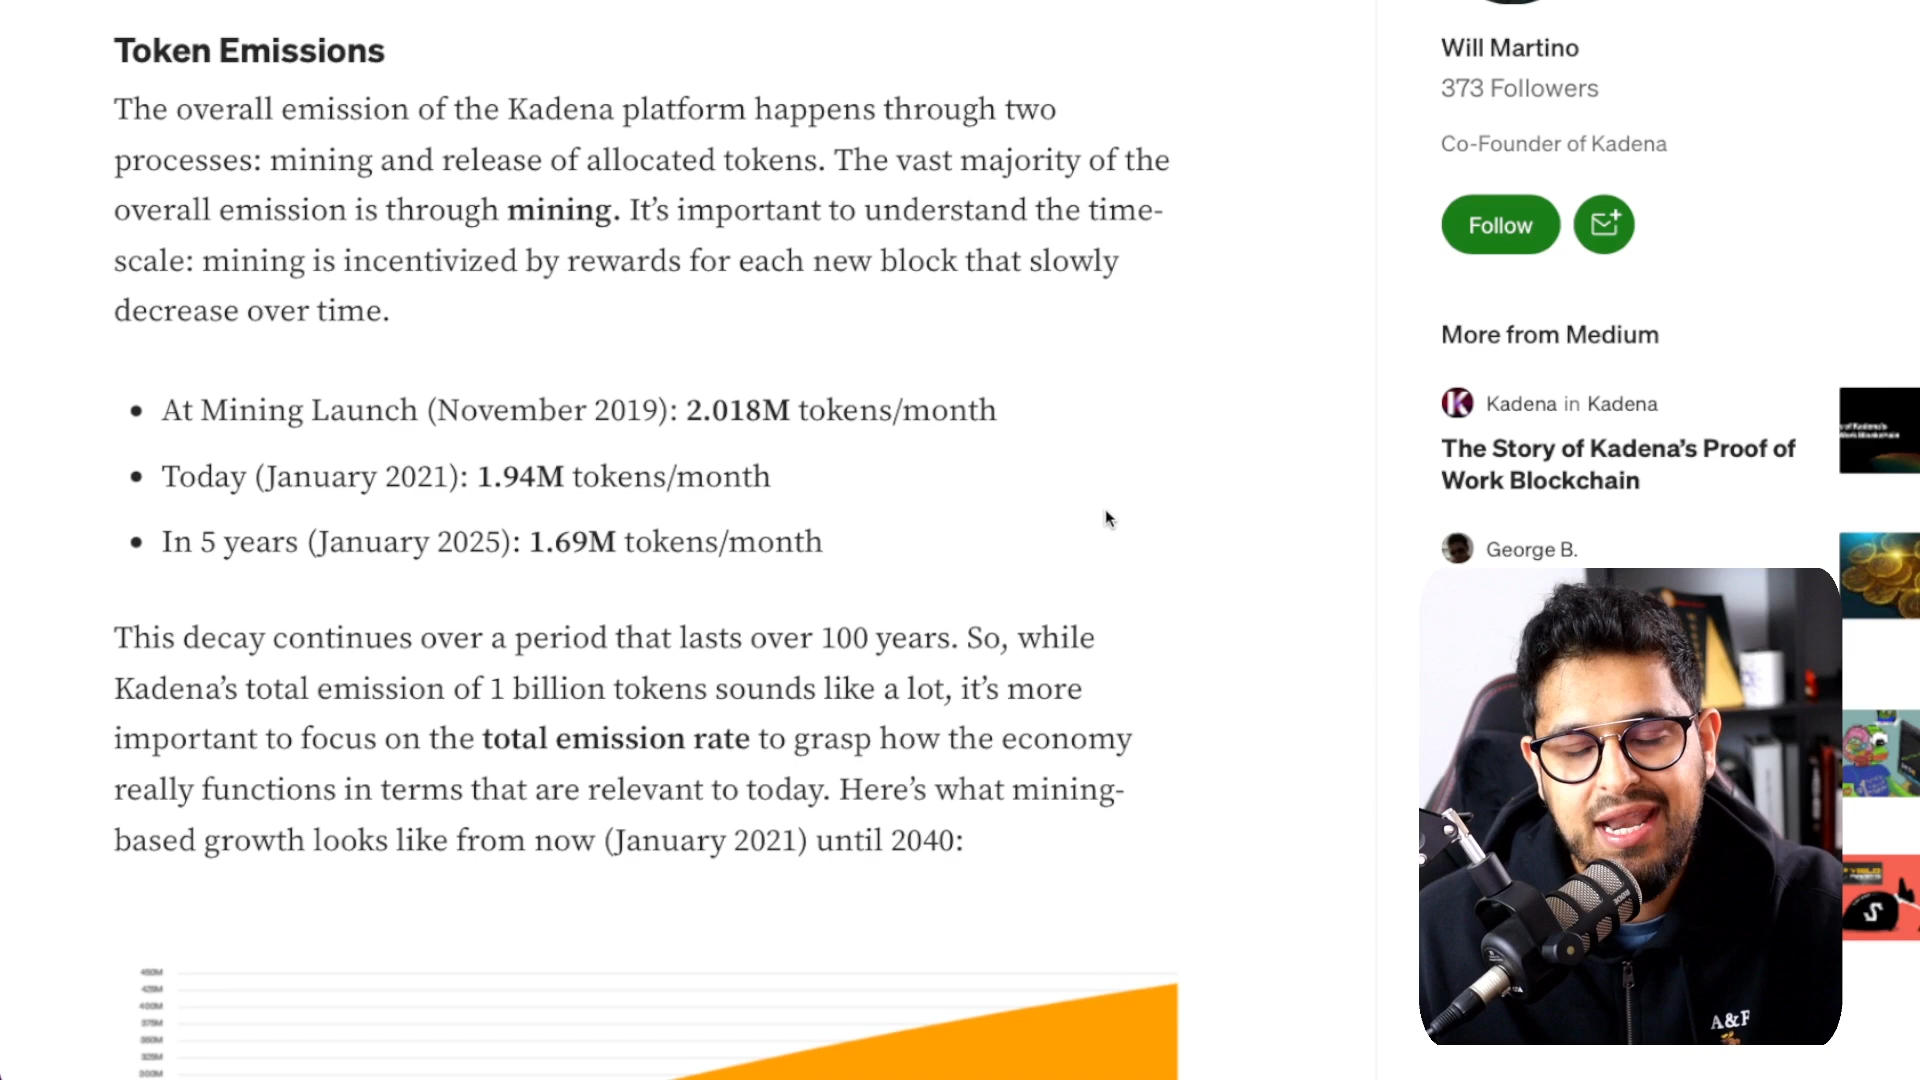 Token Emissions
The overall emission of the Kadena platform happens through two
processes: mining and release of allocated tokens. The vast majority of the
overall emission is through mining. It’s important to understand the time-
scale: mining is incentivized by rewards for each new block that slowly
decrease over time.
• At Mining Launch (November 2019): 2.018M tokens/month
• Today (January 2021): 1.94M tokens/month
• In 5 years (January 2025): 1.69M tokens/month
This decay continues over a period that lasts over 100 years. So, while
Kadena’s total emission of 1 billion tokens sounds like a lot, it’s more
important to focus on the total emission rate to grasp how the economy
really functions in terms that are relevant to today. Here’s what mining-
based growth looks like from now (January 2021) until 2040:
450M
425M
400M
375M
350M
325M
300M
Will Martino
373 Followers
Co-Founder of Kadena
Follow
More from Medium
Kadena in Kadena
The Story of Kadena’s Proof of
Work Blockchain
George B.
A&F